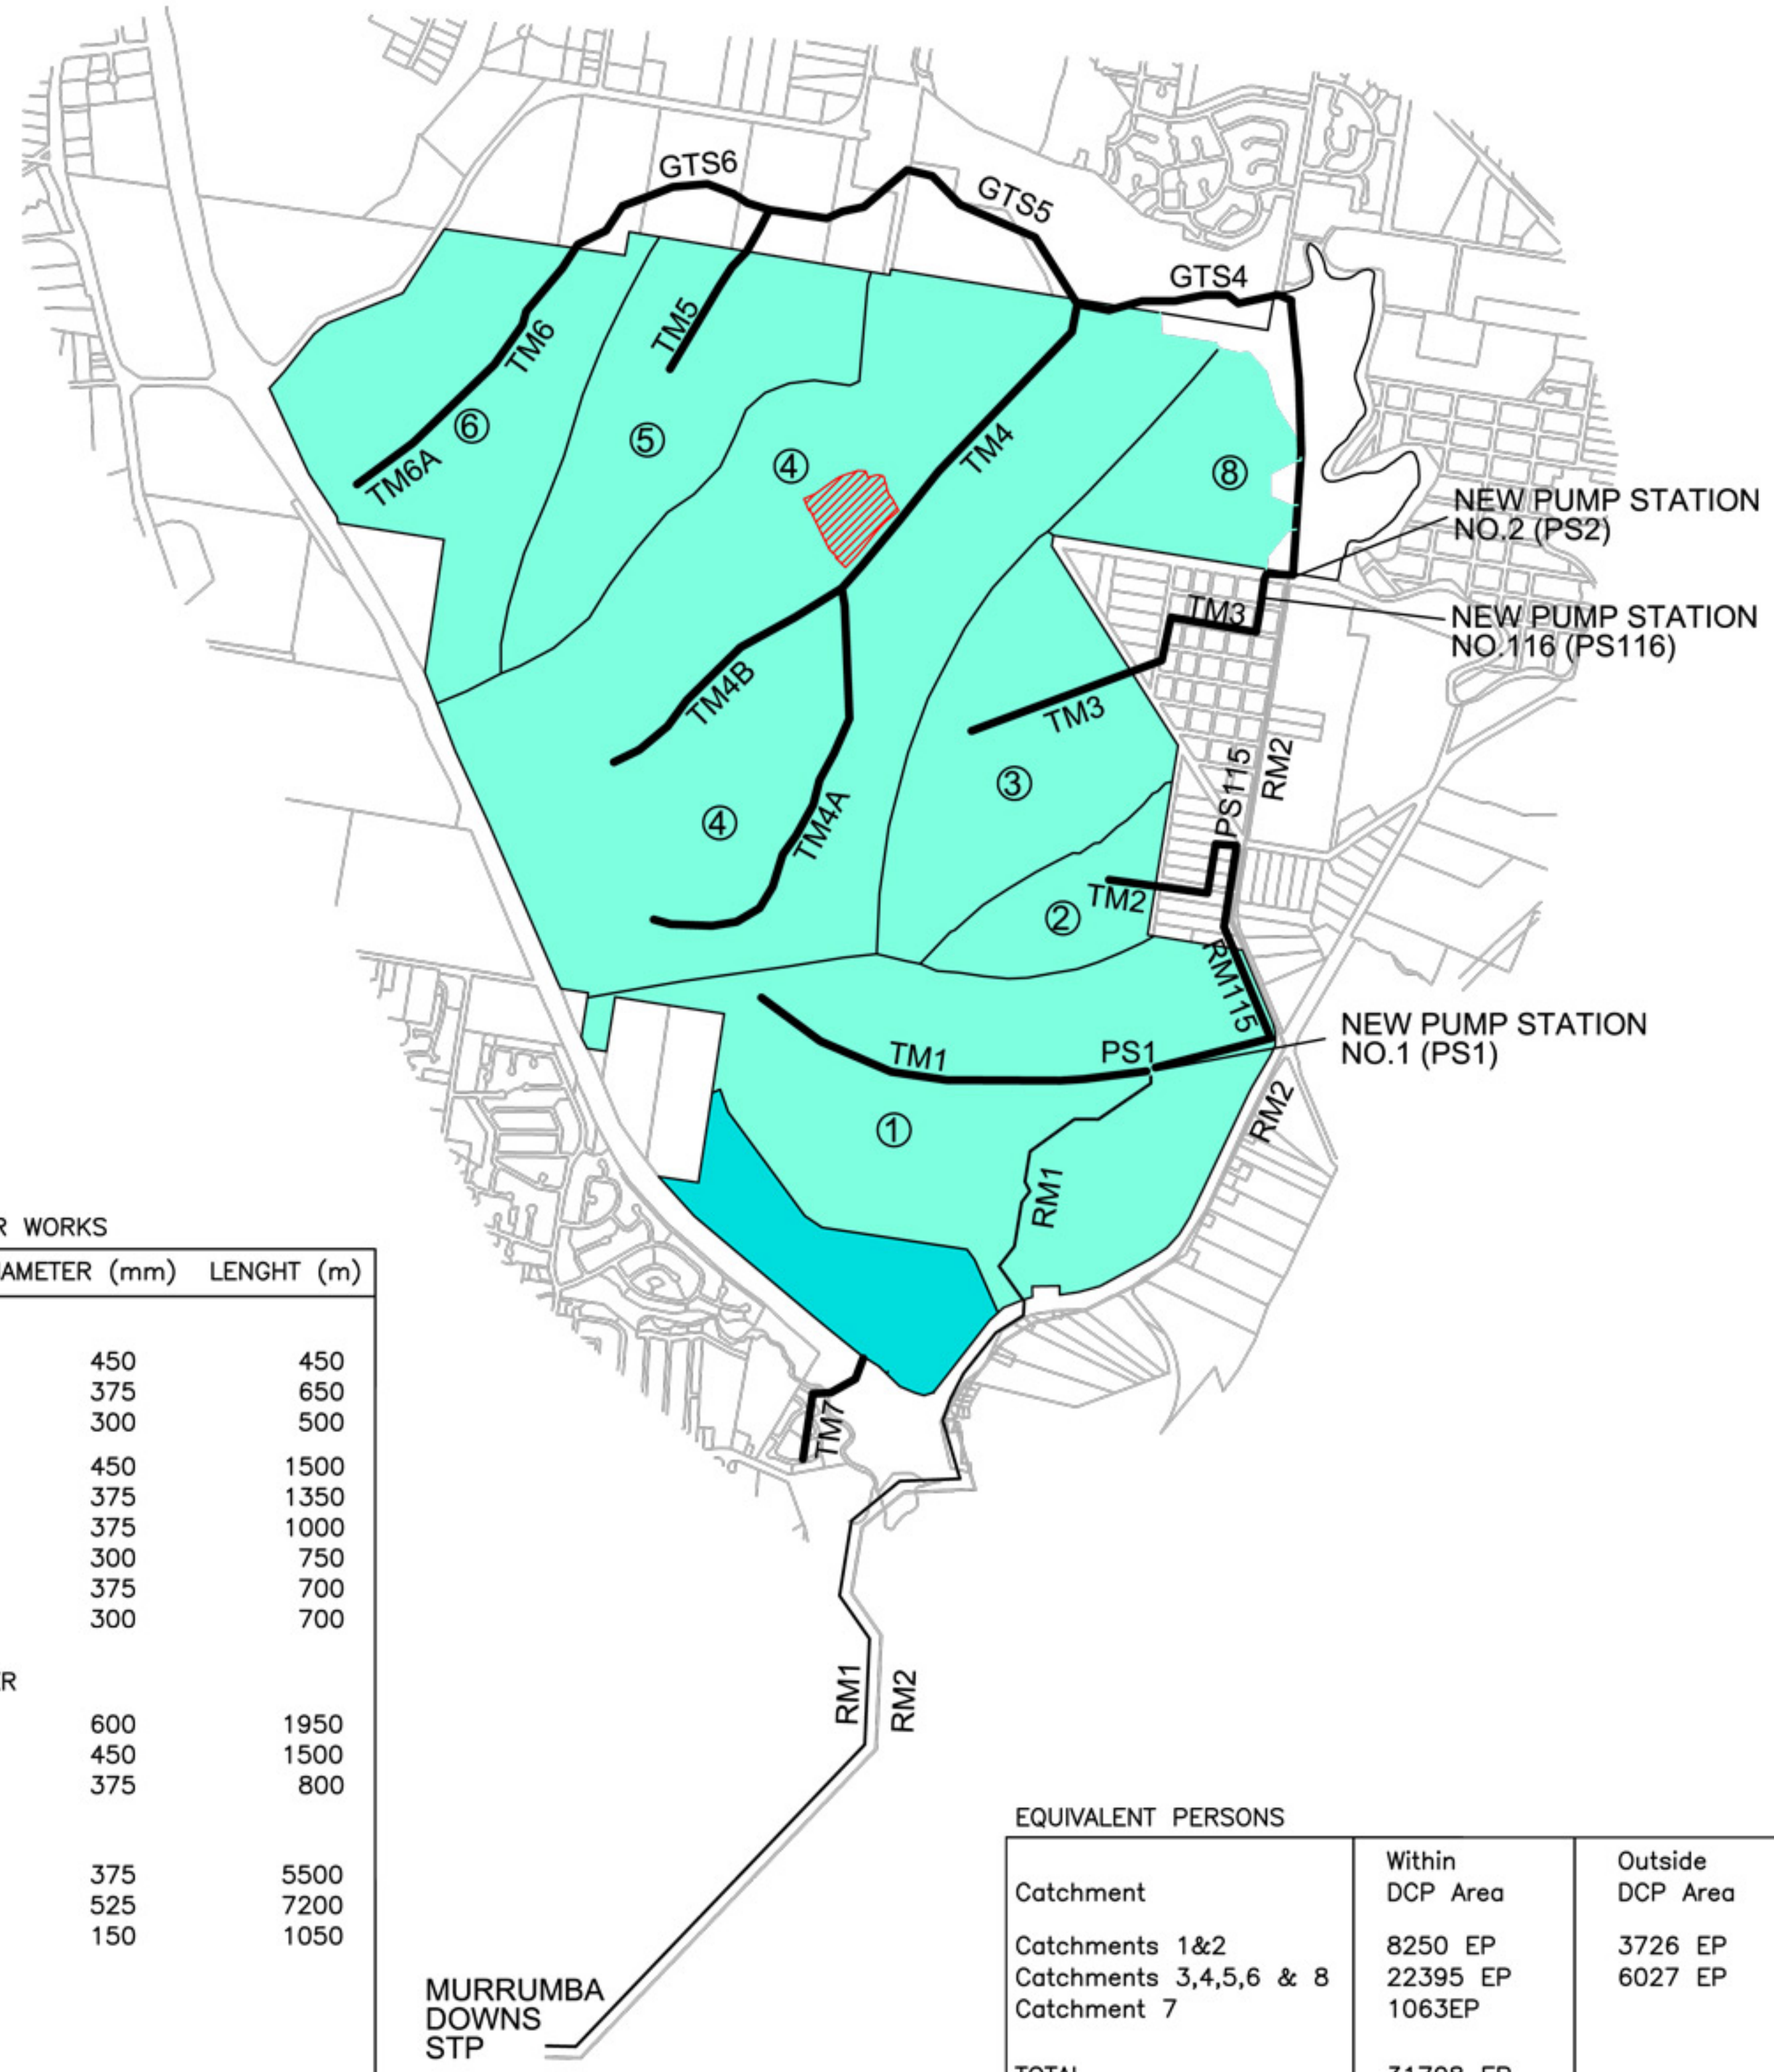 GTS6
GTS5
GTS4
TM5
TM6
TM6A
⑥
⑤
④
TM4
⑧
NEW PUMP STATION
NO.2 (PS2)
TM3
NEW PUMP STATION
NO.116 (PS116)
TM4B
TM3
PS115
RM2
③
④
TM4A
TM2
②
RM115
NEW PUMP STATION
NO.1 (PS1)
TM1
PS1
RM2
①
RM1
TM7
RM1
RM2
MURRUMBA
DOWNS
STP
R WORKS
AMETER (mm) LENGHT (m)
450 450
375 650
300 500
450 1500
375 1350
375 1000
300 750
375 700
300 700
ER
600 1950
450 1500
375 800
375 5500
525 7200
150 1050
EQUIVALENT PERSONS
Catchment Within DCP Area Outside DCP Area
Catchments 1&2 8250 EP 3726 EP
Catchments 3,4,5,6 & 8 22395 EP 6027 EP
Catchment 7 1063EP
TOTAL 31708 EP